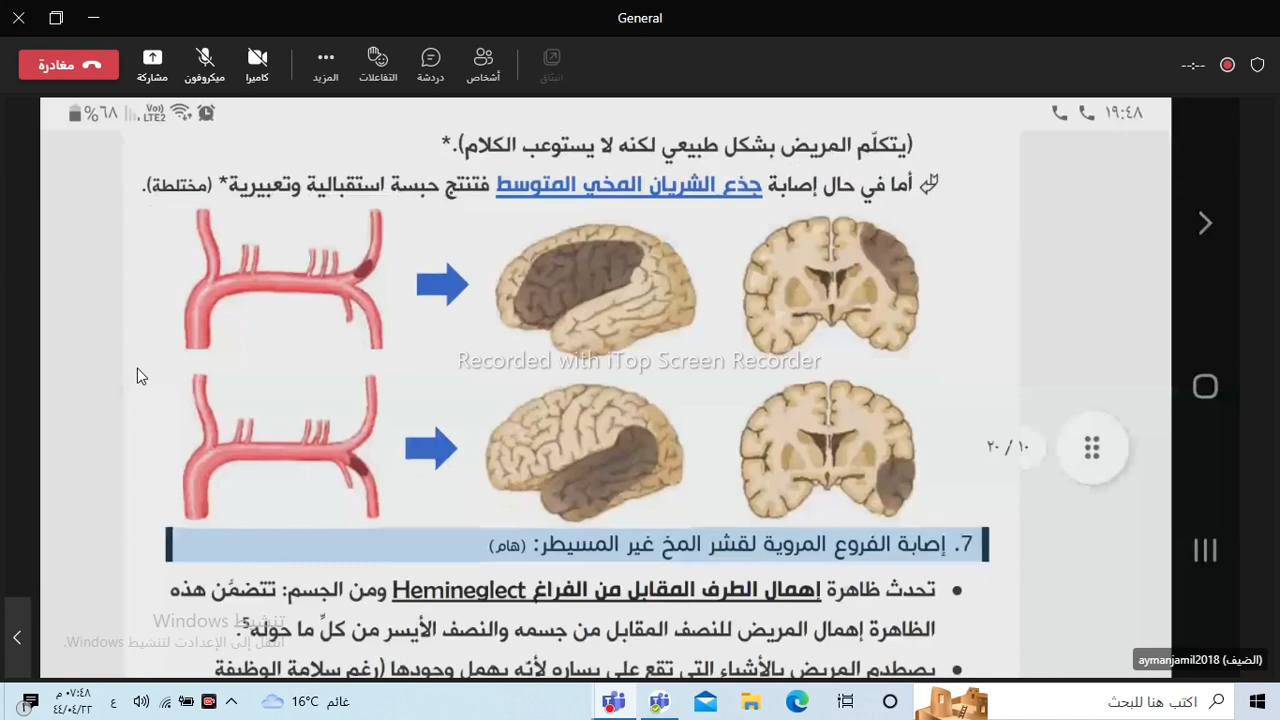 General
مغادرة
مشاركة
ميكروفون
كاميرا
المزيد
التفاعلات
دردشة
أشخاص
انبثاق
--:--
%٦٨
Vo)) LTE2
١٩:٤٨
(يتكلّم المريض بشكل طبيعي لكنه لا يستوعب الكلام).*
أما في حال إصابة جذع الشريان المخي المتوسط فتنتج حبسة استقبالية وتعبيرية* (مختلطة).
Recorded with iTop Screen Recorder
١٠ / ٢٠
7. إصابة الفروع المروية لقشر المخ غير المسيطر: (هام)
• تحدث ظاهرة إهمال الطرف المقابل من الفراغ Hemineglect ومن الجسم: تتضمَّن هذه
الظاهرة إهمال المريض للنصف المقابل من جسمه والنصف الأيسر من كلِّ ما حوله⁵.
• يصطدم المريض بالأشياء التي تقع على يساره لأنه يهمل وجودها (رغم سلامة الوظيفة
تنشيط Windows
انتقل إلى الإعدادات لتنشيط Windows.
aymanjamil2018 (الضيف)
اكتب هنا للبحث
16°C غائم
ع
٠٧:٤٨ م
٤٤/٠٤/٢٣